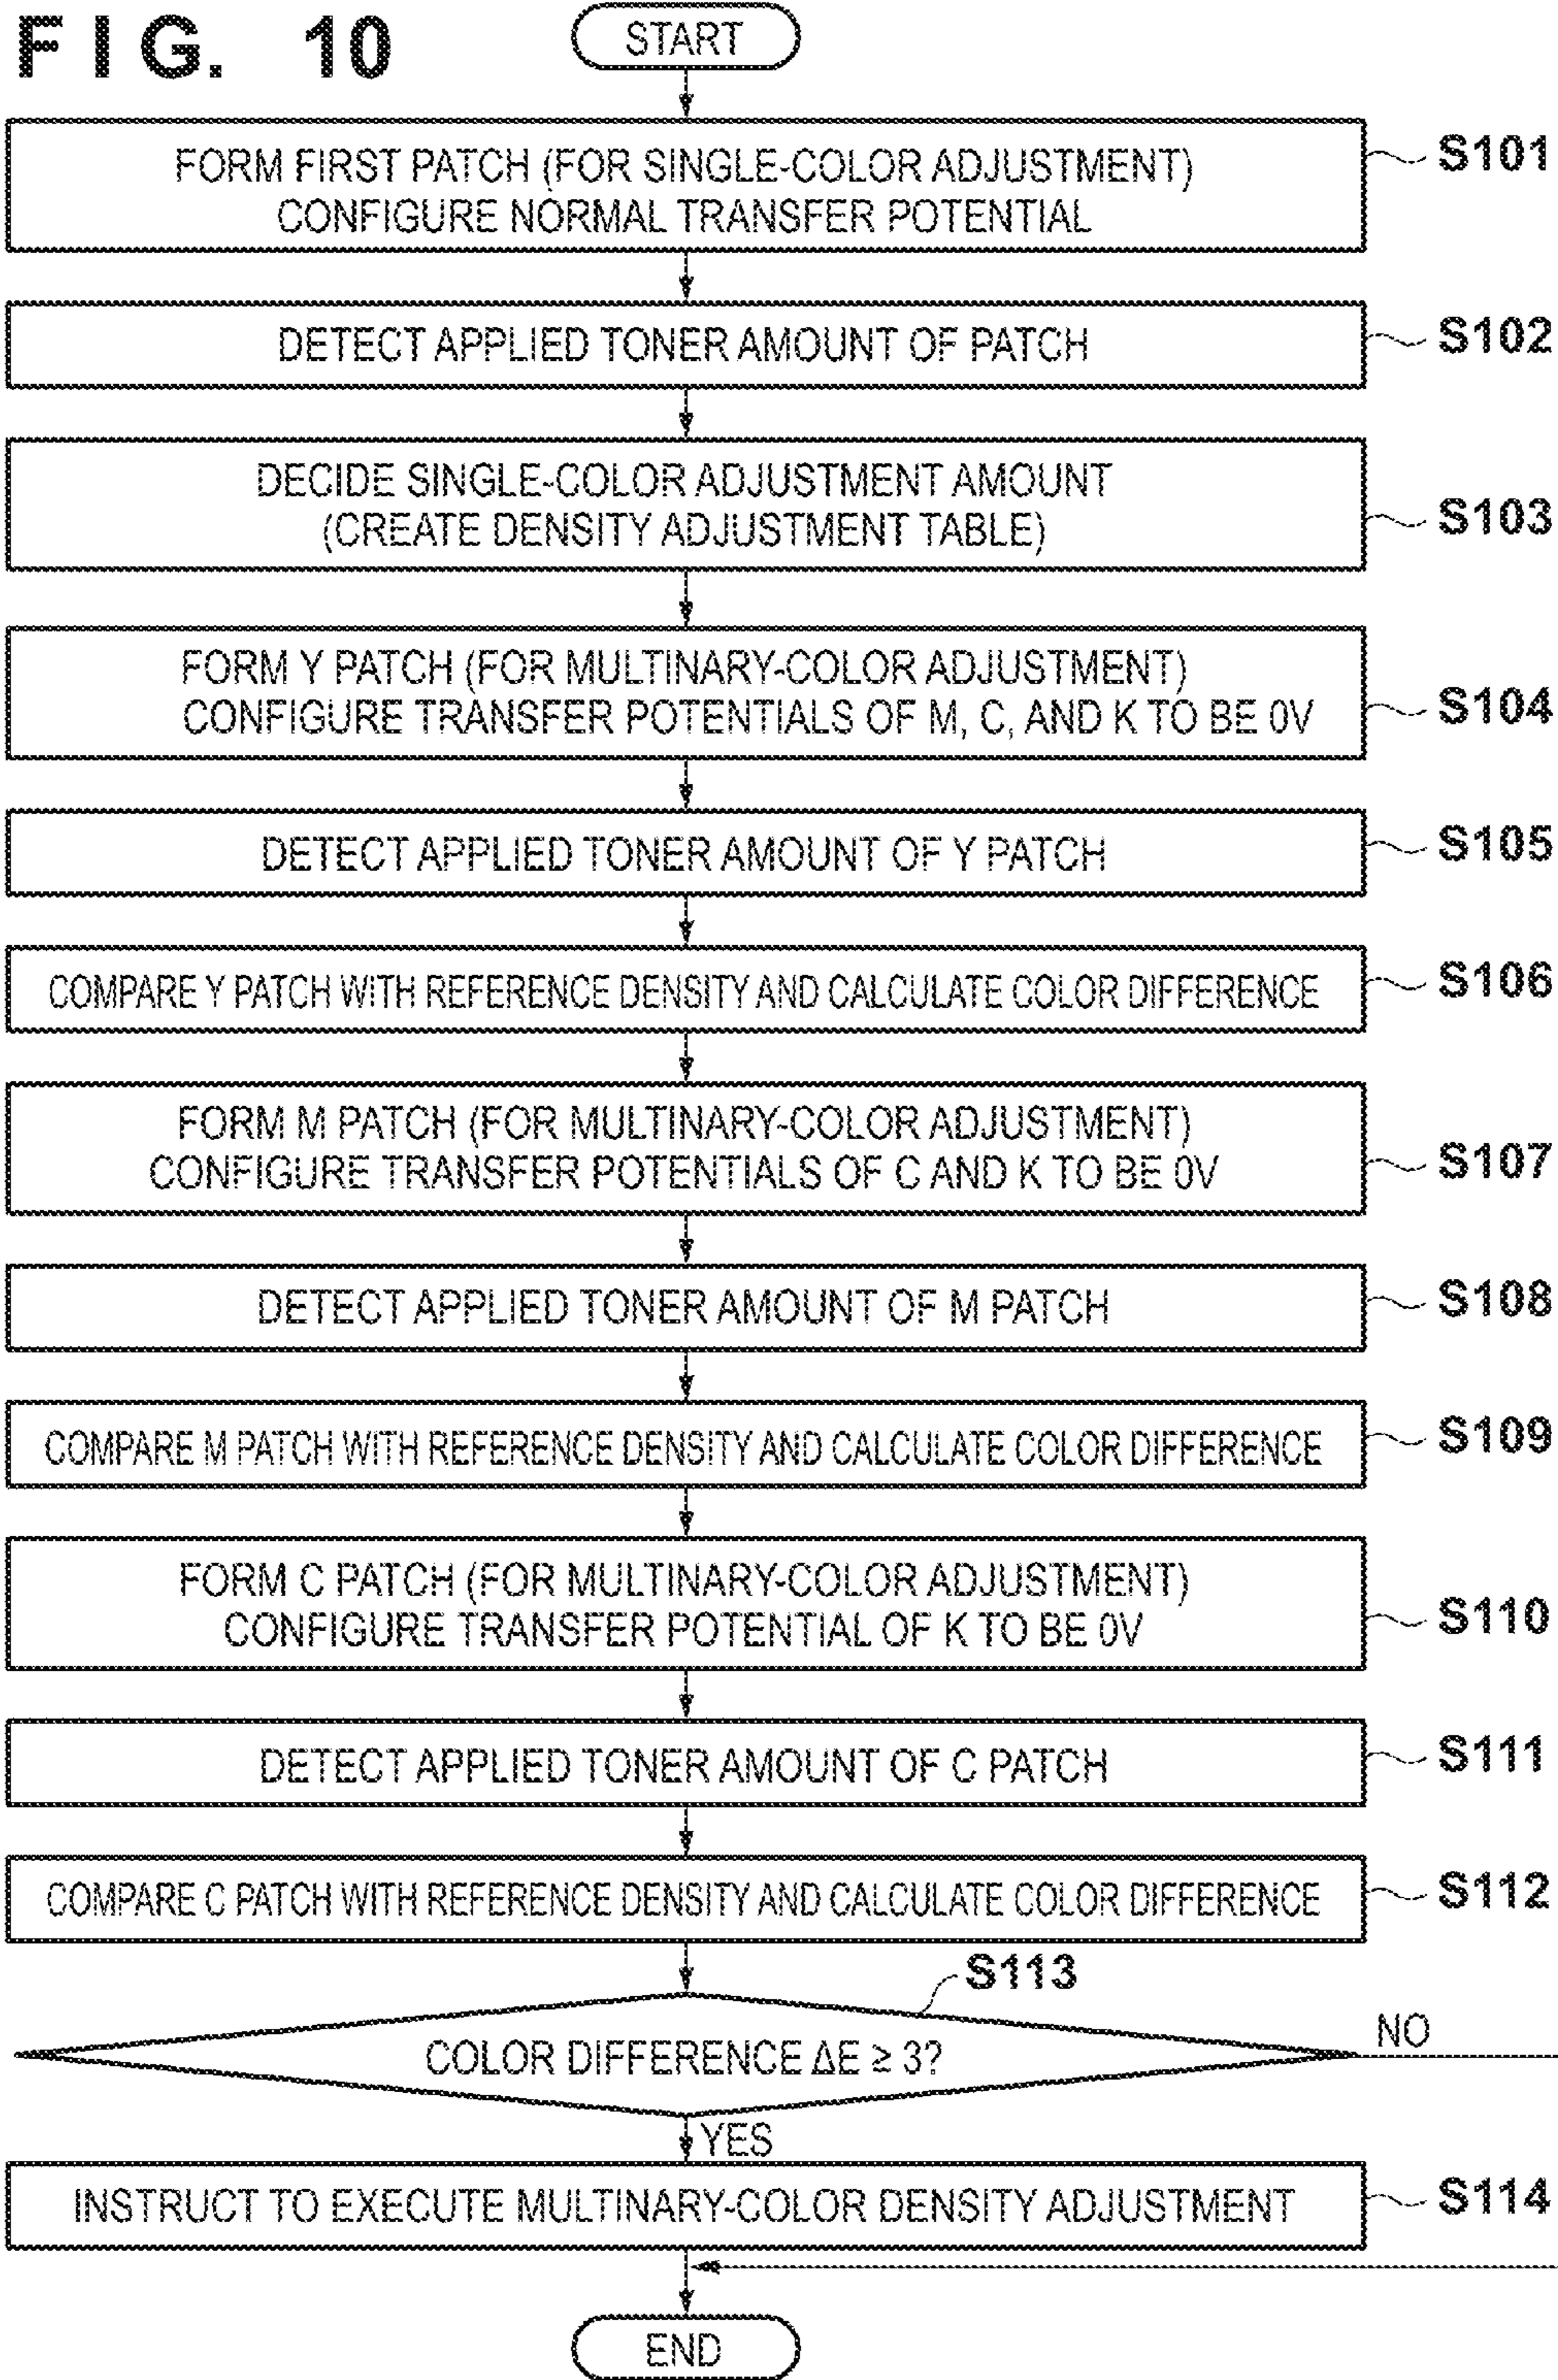 FIG. 10
START
FORM FIRST PATCH (FOR SINGLE-COLOR ADJUSTMENT)
CONFIGURE NORMAL TRANSFER POTENTIAL
S101
DETECT APPLIED TONER AMOUNT OF PATCH
S102
DECIDE SINGLE-COLOR ADJUSTMENT AMOUNT
(CREATE DENSITY ADJUSTMENT TABLE)
S103
FORM Y PATCH (FOR MULTINARY-COLOR ADJUSTMENT)
CONFIGURE TRANSFER POTENTIALS OF M, C, AND K TO BE 0V
S104
DETECT APPLIED TONER AMOUNT OF Y PATCH
S105
COMPARE Y PATCH WITH REFERENCE DENSITY AND CALCULATE COLOR DIFFERENCE
S106
FORM M PATCH (FOR MULTINARY-COLOR ADJUSTMENT)
CONFIGURE TRANSFER POTENTIALS OF C AND K TO BE 0V
S107
DETECT APPLIED TONER AMOUNT OF M PATCH
S108
COMPARE M PATCH WITH REFERENCE DENSITY AND CALCULATE COLOR DIFFERENCE
S109
FORM C PATCH (FOR MULTINARY-COLOR ADJUSTMENT)
CONFIGURE TRANSFER POTENTIAL OF K TO BE 0V
S110
DETECT APPLIED TONER AMOUNT OF C PATCH
S111
COMPARE C PATCH WITH REFERENCE DENSITY AND CALCULATE COLOR DIFFERENCE
S112
S113
COLOR DIFFERENCE ΔE ≥ 3?
NO
YES
INSTRUCT TO EXECUTE MULTINARY-COLOR DENSITY ADJUSTMENT
S114
END